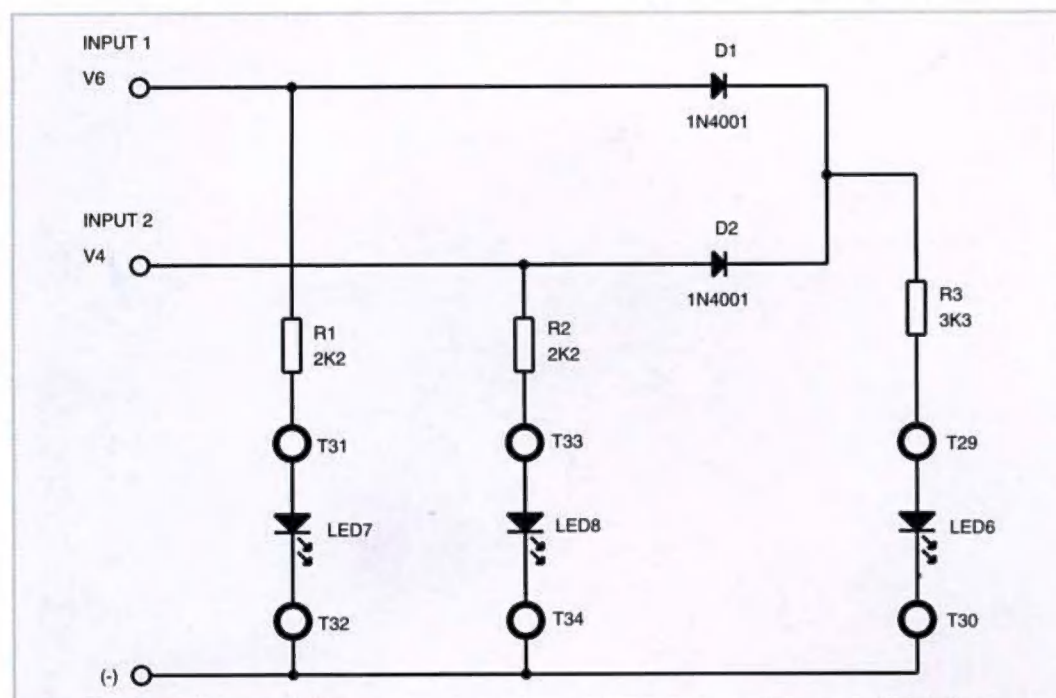 INPUT 1
V6
D1
1N4001
INPUT 2
V4
D2
1N4001
R1
2K2
R2
2K2
R3
3K3
T31
T33
T29
LED7
LED8
LED6
T32
T34
T30
(-)